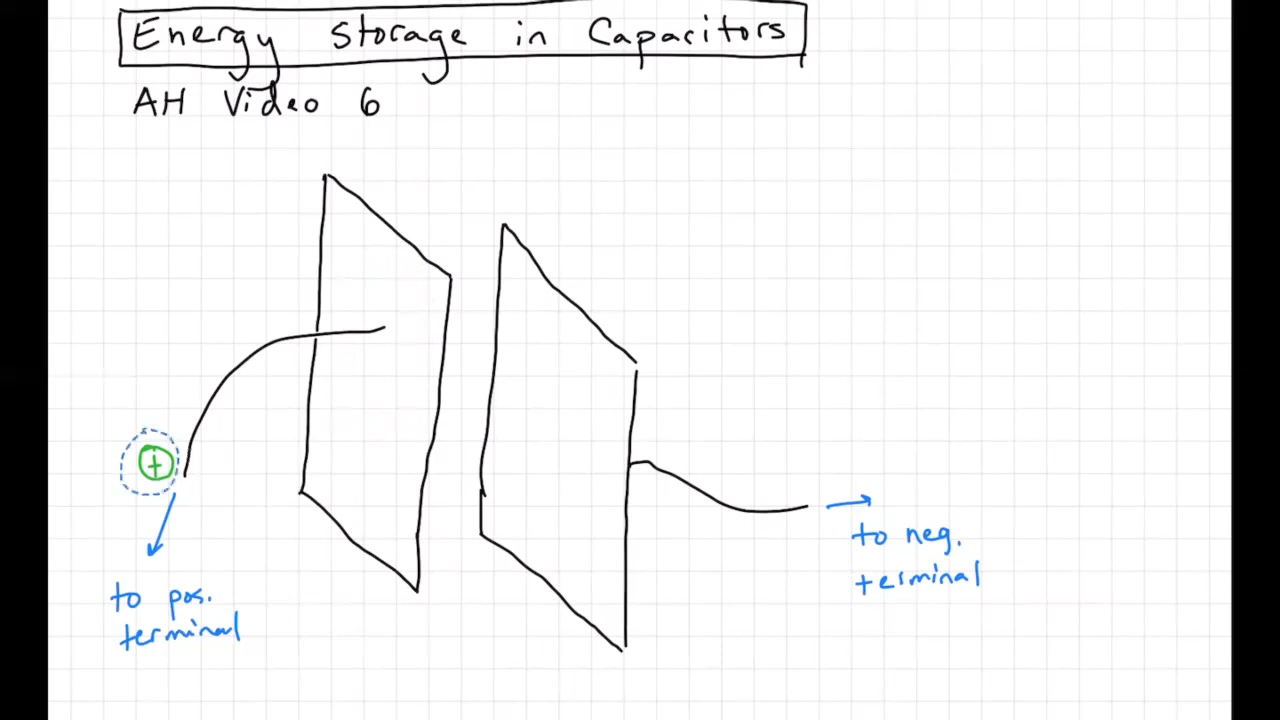 Energy Storage in Capacitors
AH Video 6
+
to pos.
terminal
to neg.
terminal